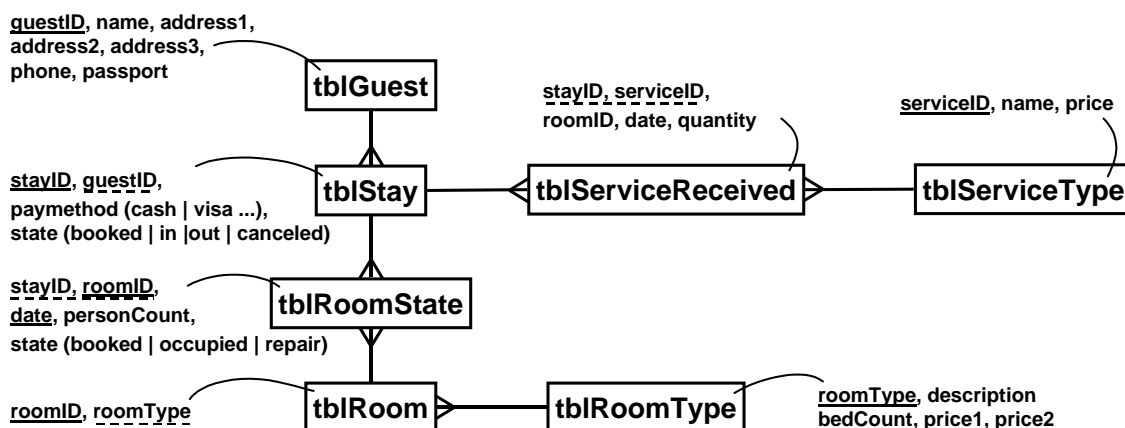 guestID, name, address1,
address2, address3,
phone, passport
tblGuest
stayID, serviceID,
roomID, date, quantity
serviceID, name, price
stayID, guestID,
paymethod (cash | visa ...),
state (booked | in |out | canceled)
tblStay
tblServiceReceived
tblServiceType
stayID, roomID,
date, personCount,
state (booked | occupied | repair)
tblRoomState
roomID, roomType
tblRoom
tblRoomType
roomType, description
bedCount, price1, price2